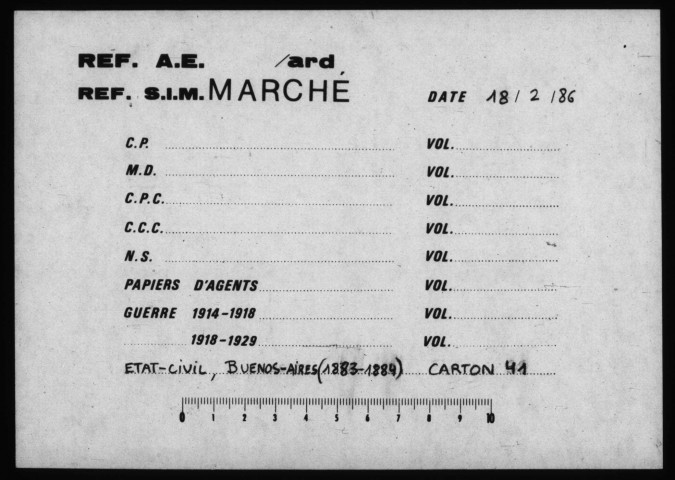 REF. A.E. /ard
REF. S.I.M. MARCHÉ DATE 18 / 2 / 86
C.P. VOL.
M.D. VOL.
C.P.C. VOL.
C.C.C. VOL.
N.S. VOL.
PAPIERS D'AGENTS VOL.
GUERRE 1914-1918 VOL.
1918-1929 VOL.
ETAT-CIVIL, BUENOS-AIRES (1883-1884) CARTON 41
0 1 2 3 4 5 6 7 8 9 10